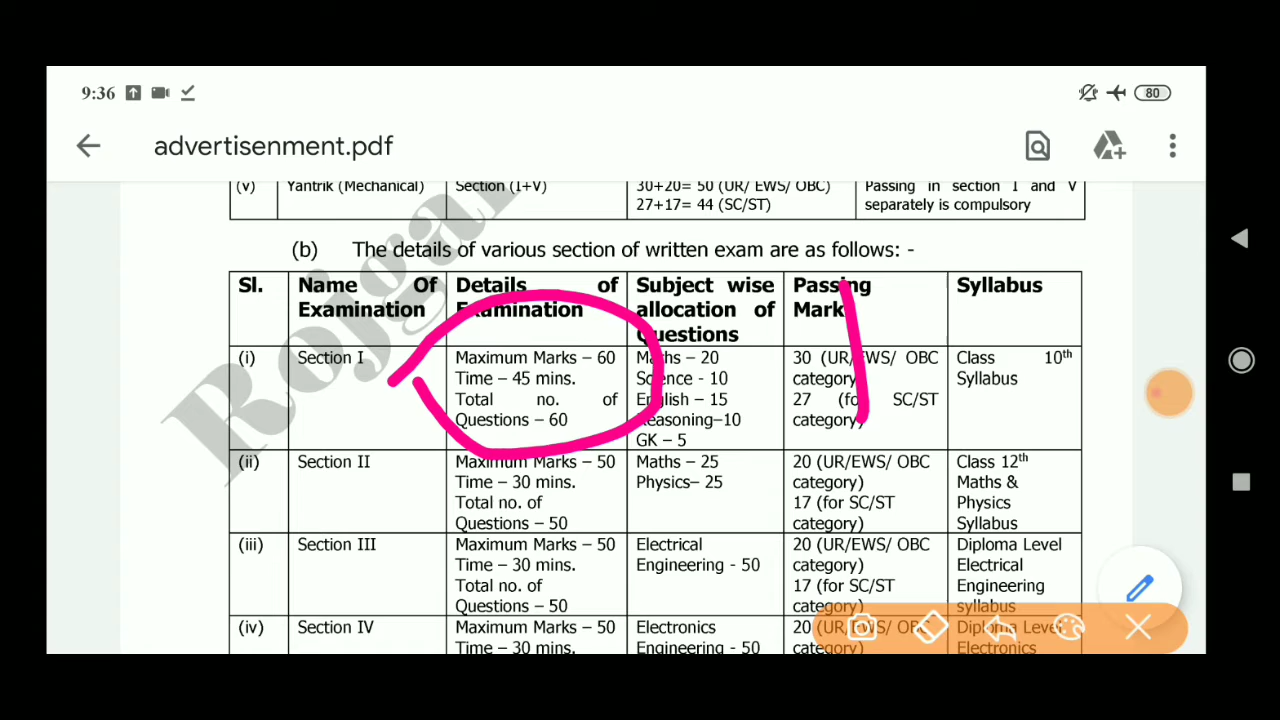 9:36
80
advertisenment.pdf
(v) Yantrik (Mechanical) Section (I+V) 30+20= 50 (UR/ EWS/ OBC) Passing in section I and V
27+17= 44 (SC/ST) separately is compulsory
(b) The details of various section of written exam are as follows: -
Sl. Name Of Details of Subject wise Passing Syllabus
Examination Examination allocation of Mark
Questions
(i) Section I Maximum Marks – 60 Maths – 20 30 (UR/EWS/ OBC Class 10th
Time – 45 mins. Science - 10 category) Syllabus
Total no. of English – 15 27 (for SC/ST
Questions – 60 Reasoning–10 category)
GK – 5
(ii) Section II Maximum Marks – 50 Maths – 25 20 (UR/EWS/ OBC Class 12th
Time – 30 mins. Physics– 25 category) Maths &
Total no. of 17 (for SC/ST Physics
Questions – 50 category) Syllabus
(iii) Section III Maximum Marks – 50 Electrical 20 (UR/EWS/ OBC Diploma Level
Time – 30 mins. Engineering - 50 category) Electrical
Total no. of 17 (for SC/ST Engineering
Questions – 50 category) syllabus
(iv) Section IV Maximum Marks – 50 Electronics 20 (UR/EWS/ OBC Diploma Level
Time – 30 mins. Engineering - 50 category) Electronics
Rojgar